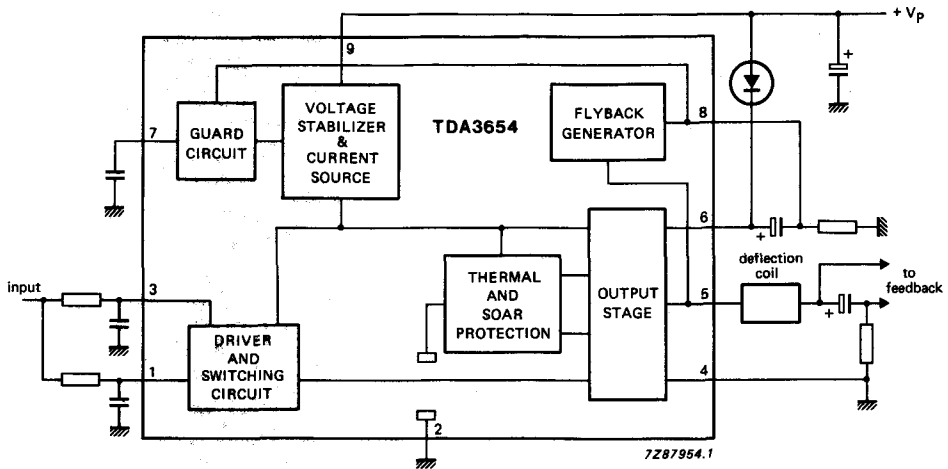 + Vp
9
VOLTAGE
STABILIZER
&
CURRENT
SOURCE
TDA3654
FLYBACK
GENERATOR
8
+
7
GUARD
CIRCUIT
6
+
deflection
coil
to
feedback
input
3
THERMAL
AND
SOAR
PROTECTION
OUTPUT
STAGE
5
+
DRIVER
AND
SWITCHING
CIRCUIT
1
4
2
7Z87954.1